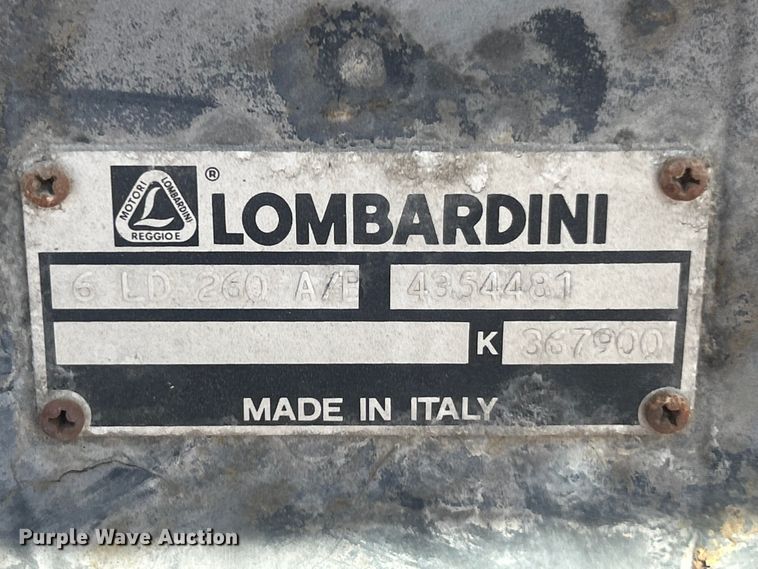 MOTORI LOMBARDINI
REGGIO E.
® LOMBARDINI
6 LD 260 A/B 4354481
K 367900
MADE IN ITALY
Purple Wave Auction